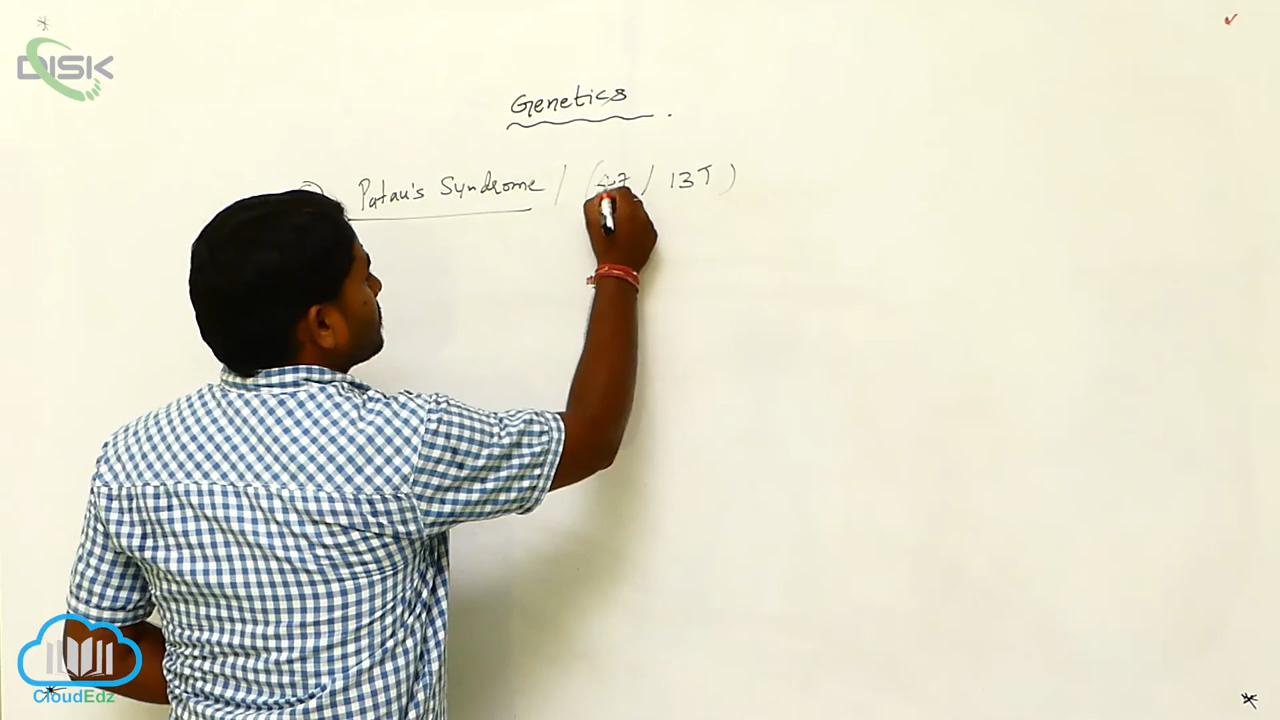 DISK
Genetics
Patau's Syndrome / (47 / 13T)
CloudEdz